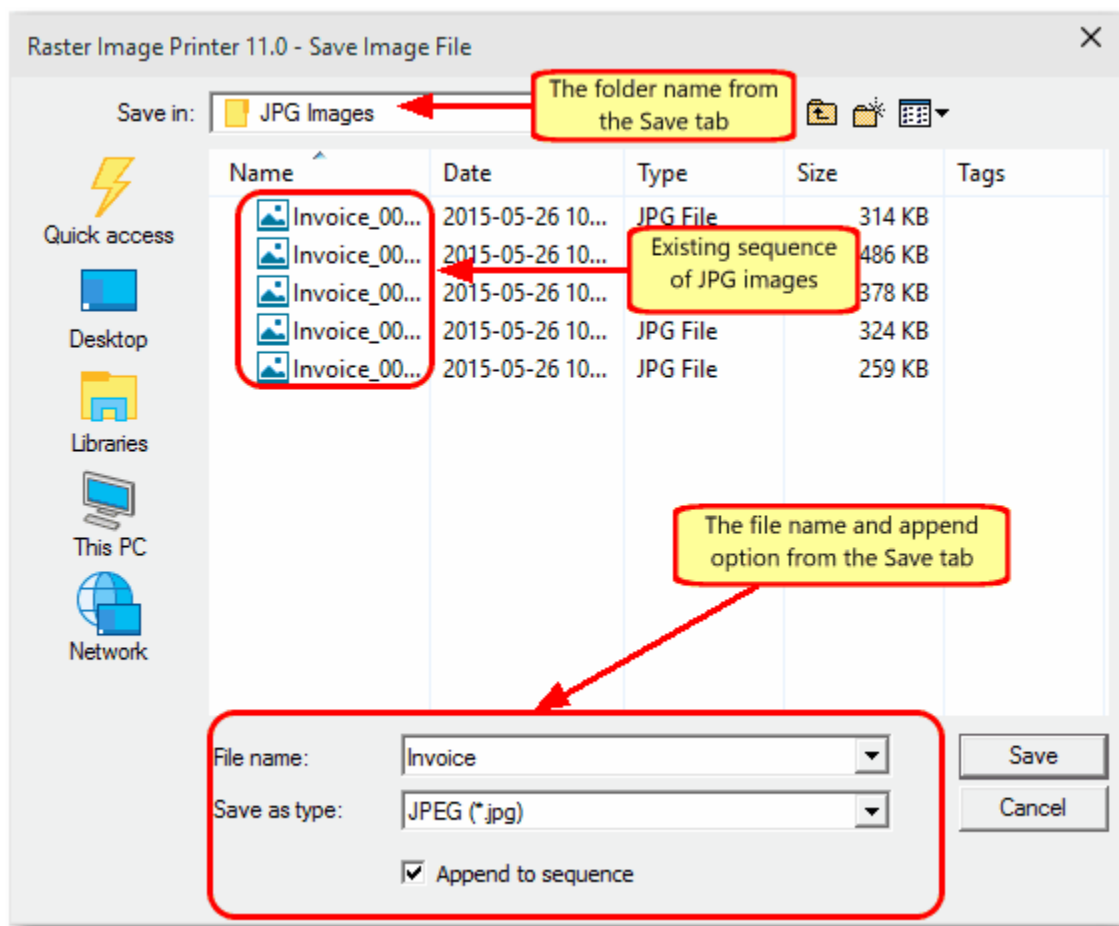 Raster Image Printer 11.0 - Save Image File
Save in:
JPG Images
The folder name from
the Save tab
Quick access
Desktop
Libraries
This PC
Network
Name Date Type Size Tags
Invoice_00... 2015-05-26 10... JPG File 314 KB
Invoice_00... 2015-05-26 10... 486 KB
Invoice_00... 2015-05-26 10... 378 KB
Invoice_00... 2015-05-26 10... JPG File 324 KB
Invoice_00... 2015-05-26 10... JPG File 259 KB
Existing sequence
of JPG images
The file name and append
option from the Save tab
File name: Invoice
Save as type: JPEG (*.jpg)
Append to sequence
Save
Cancel